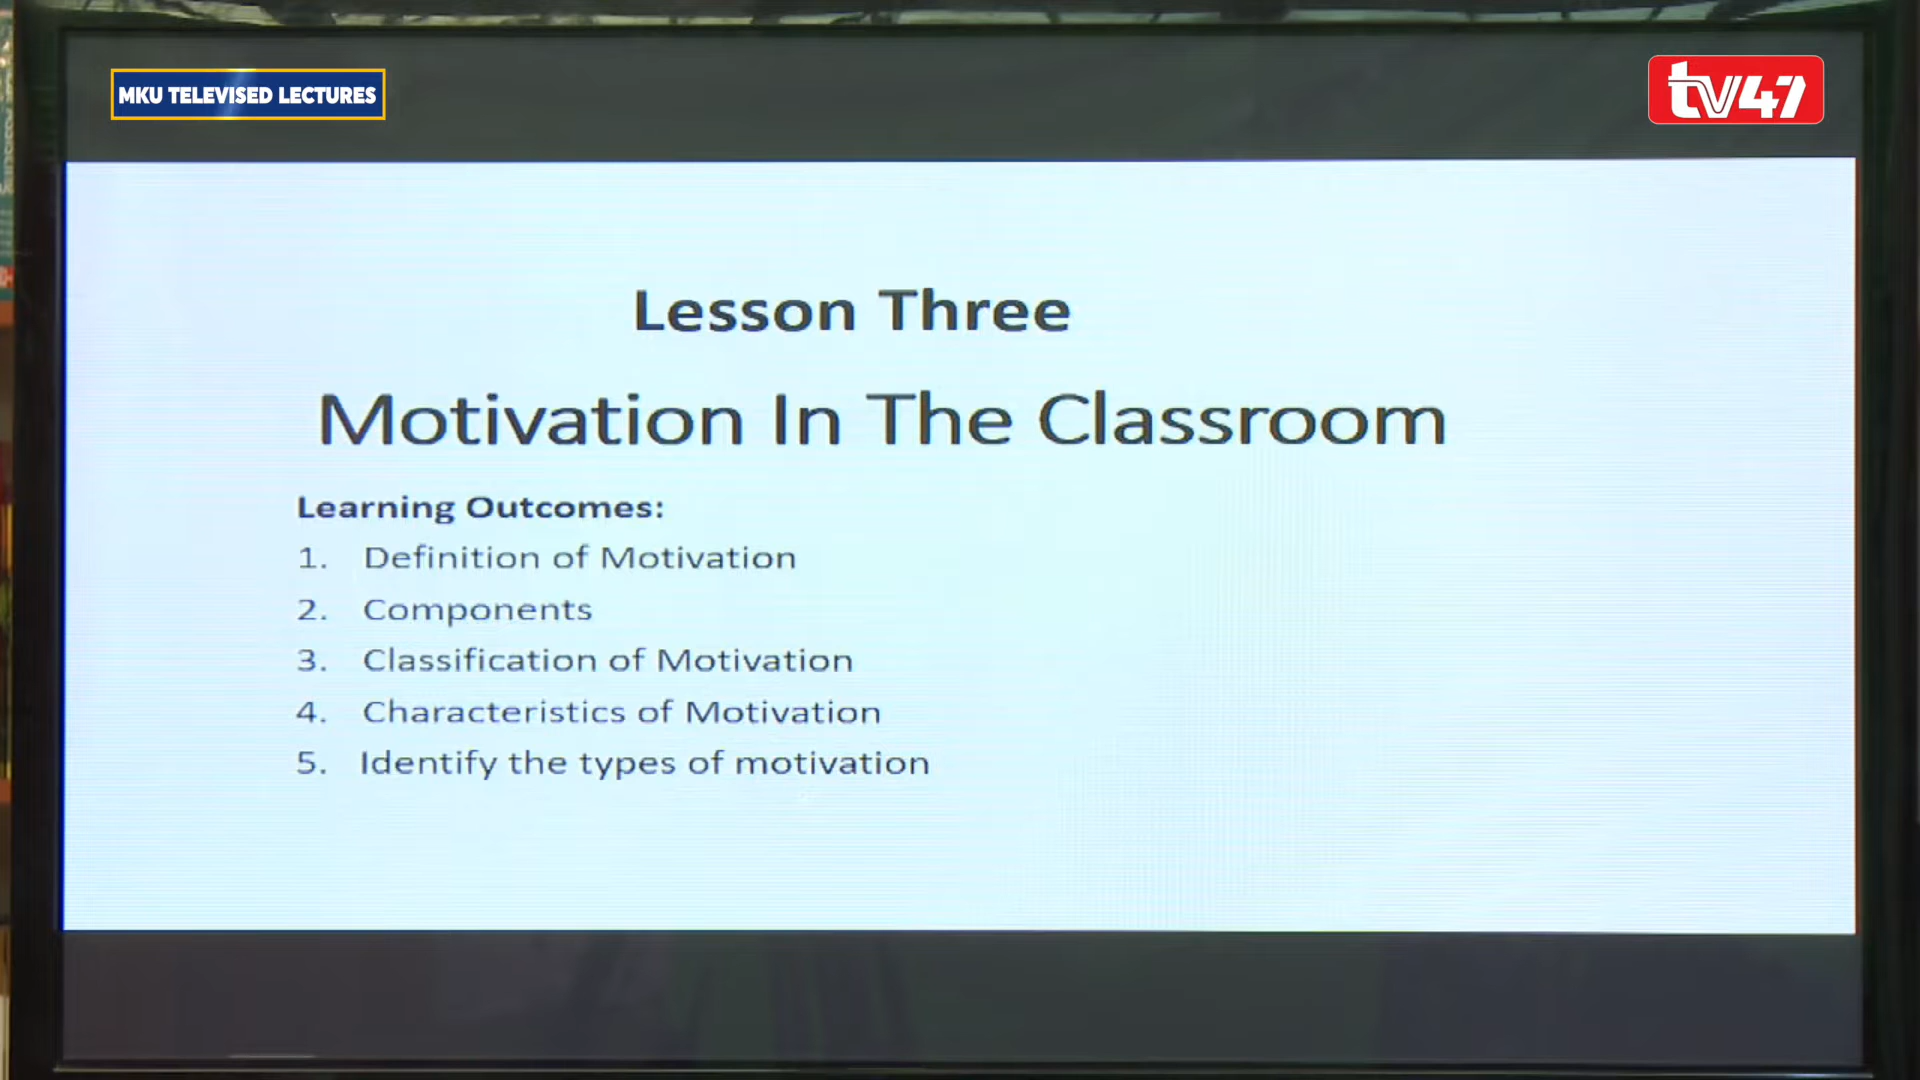 MKU TELEVISED LECTURES
tv47
Lesson Three
Motivation In The Classroom
Learning Outcomes:
1. Definition of Motivation
2. Components
3. Classification of Motivation
4. Characteristics of Motivation
5. Identify the types of motivation